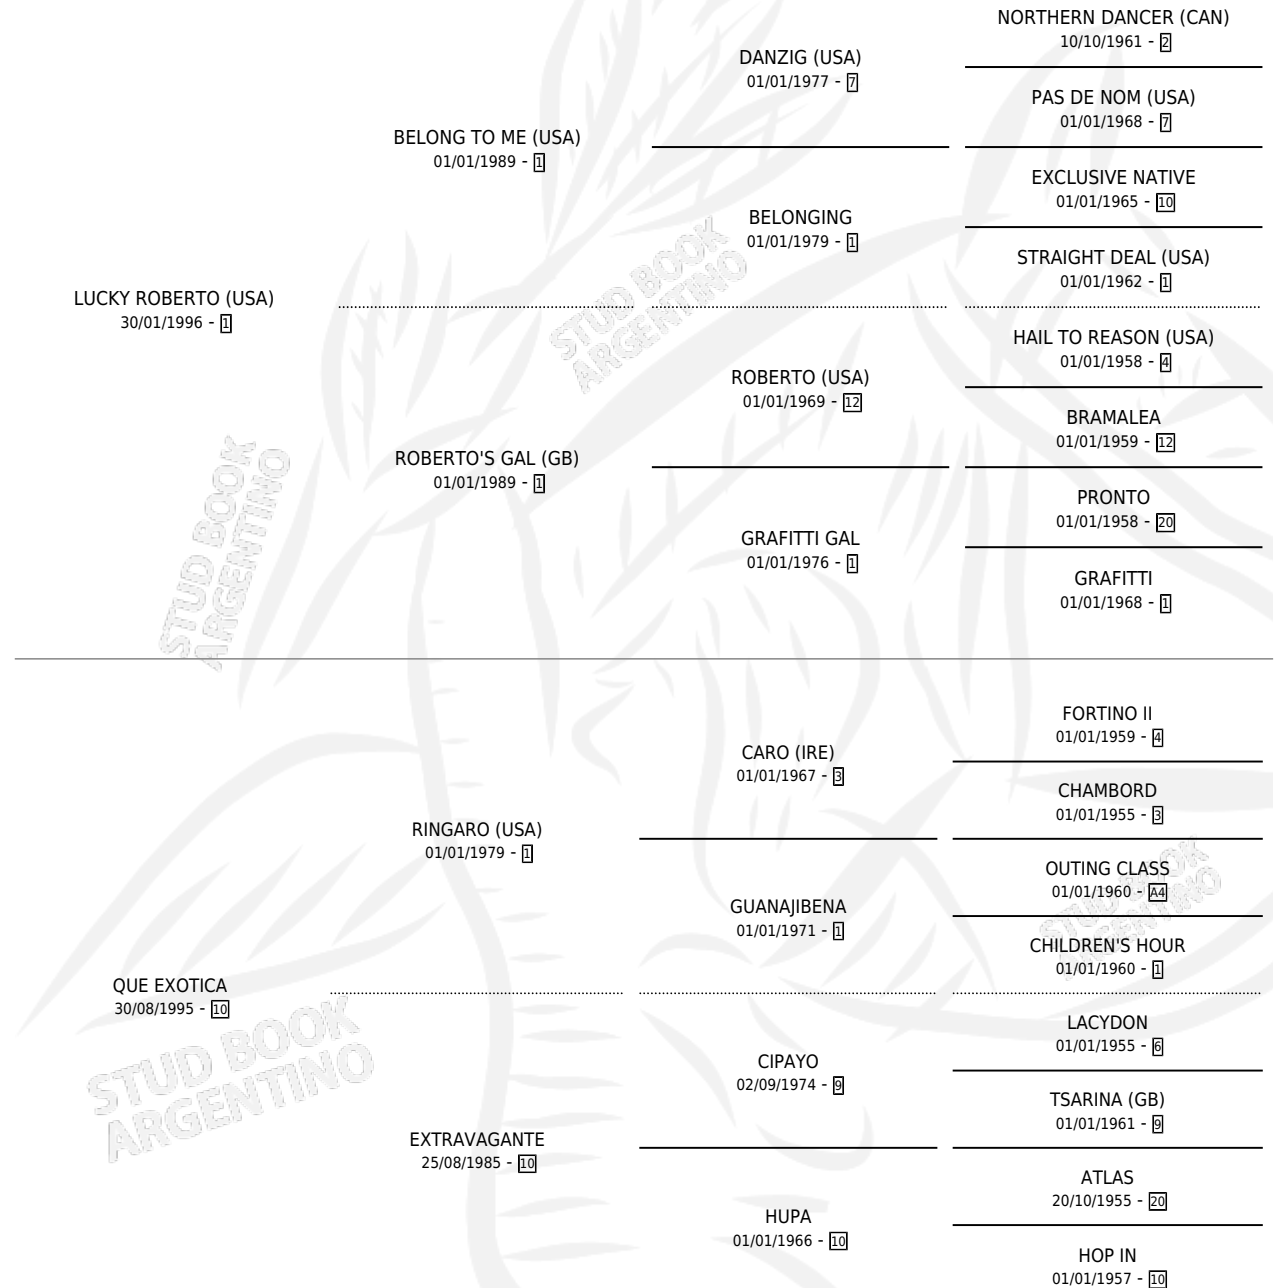 NORTHERN DANCER (CAN)
10/10/1961 - 2
DANZIG (USA)
01/01/1977 - 7
PAS DE NOM (USA)
01/01/1968 - 7
BELONG TO ME (USA)
01/01/1989 - 1
EXCLUSIVE NATIVE
01/01/1965 - 10
BELONGING
01/01/1979 - 1
STRAIGHT DEAL (USA)
01/01/1962 - 1
LUCKY ROBERTO (USA)
30/01/1996 - 1
HAIL TO REASON (USA)
01/01/1958 - 4
ROBERTO (USA)
01/01/1969 - 12
BRAMALEA
01/01/1959 - 12
ROBERTO'S GAL (GB)
01/01/1989 - 1
PRONTO
01/01/1958 - 20
GRAFITTI GAL
01/01/1976 - 1
GRAFITTI
01/01/1968 - 1
STUD BOOK
ARGENTINO
STUD BOOK
ARGENTINO
FORTINO II
01/01/1959 - 4
CARO (IRE)
01/01/1967 - 3
CHAMBORD
01/01/1955 - 3
RINGARO (USA)
01/01/1979 - 1
OUTING CLASS
01/01/1960 - A4
GUANAJIBENA
01/01/1971 - 1
CHILDREN'S HOUR
01/01/1960 - 1
QUE EXOTICA
30/08/1995 - 10
LACYDON
01/01/1955 - 6
CIPAYO
02/09/1974 - 9
TSARINA (GB)
01/01/1961 - 9
EXTRAVAGANTE
25/08/1985 - 10
ATLAS
20/10/1955 - 20
HUPA
01/01/1966 - 10
HOP IN
01/01/1957 - 10
STUD BOOK
ARGENTINO
STUD BOOK
ARGENTINO